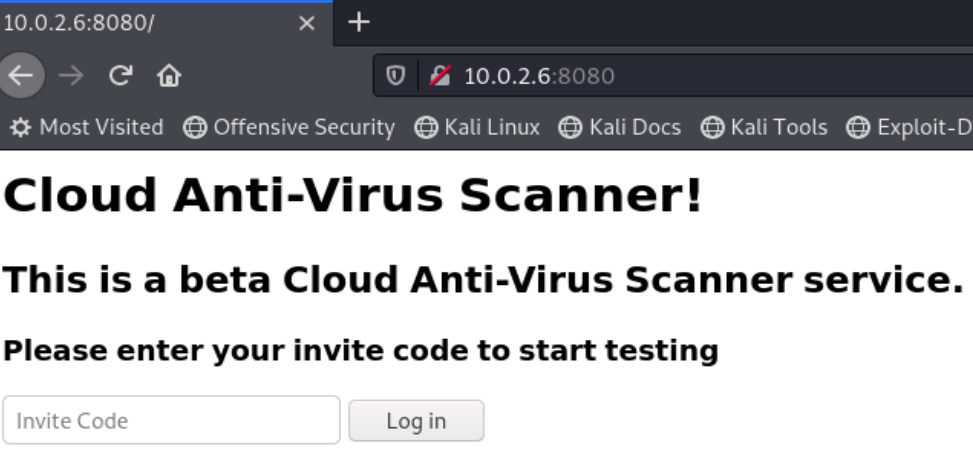 10.0.2.6:8080/
10.0.2.6:8080
Most Visited Offensive Security Kali Linux Kali Docs Kali Tools Exploit-D
Cloud Anti-Virus Scanner!
This is a beta Cloud Anti-Virus Scanner service.
Please enter your invite code to start testing
Invite Code Log in